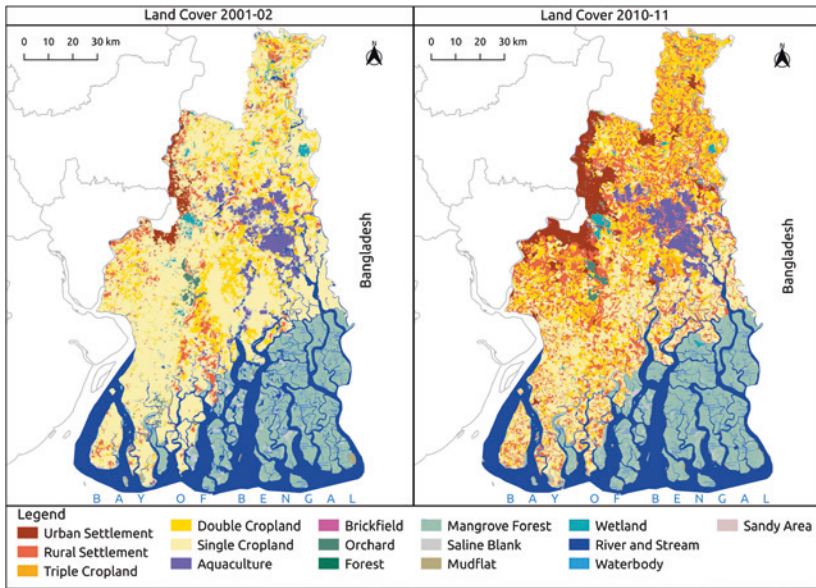 Land Cover 2001-02
Land Cover 2010-11
0 10 20 30 km
N
0 10 20 30 km
N
Bangladesh
Bangladesh
BAY OF BENGAL
BAY OF BENGAL
Legend
Urban Settlement
Rural Settlement
Triple Cropland
Double Cropland
Single Cropland
Aquaculture
Brickfield
Orchard
Forest
Mangrove Forest
Saline Blank
Mudflat
Wetland
River and Stream
Waterbody
Sandy Area